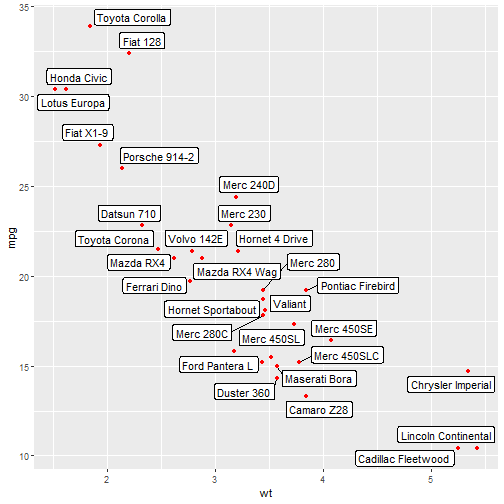 35
Toyota Corolla
Fiat 128
30
Honda Civic
Lotus Europa
Fiat X1-9
Porsche 914-2
25
Merc 240D
Datsun 710
Merc 230
Toyota Corona
Volvo 142E
Hornet 4 Drive
mpg
Mazda RX4
Merc 280
Mazda RX4 Wag
20
Ferrari Dino
Pontiac Firebird
Hornet Sportabout
Valiant
Merc 280C
Merc 450SE
Merc 450SL
Merc 450SLC
15
Ford Pantera L
Maserati Bora
Chrysler Imperial
Duster 360
Camaro Z28
Lincoln Continental
10
Cadillac Fleetwood
2
3
4
5
wt